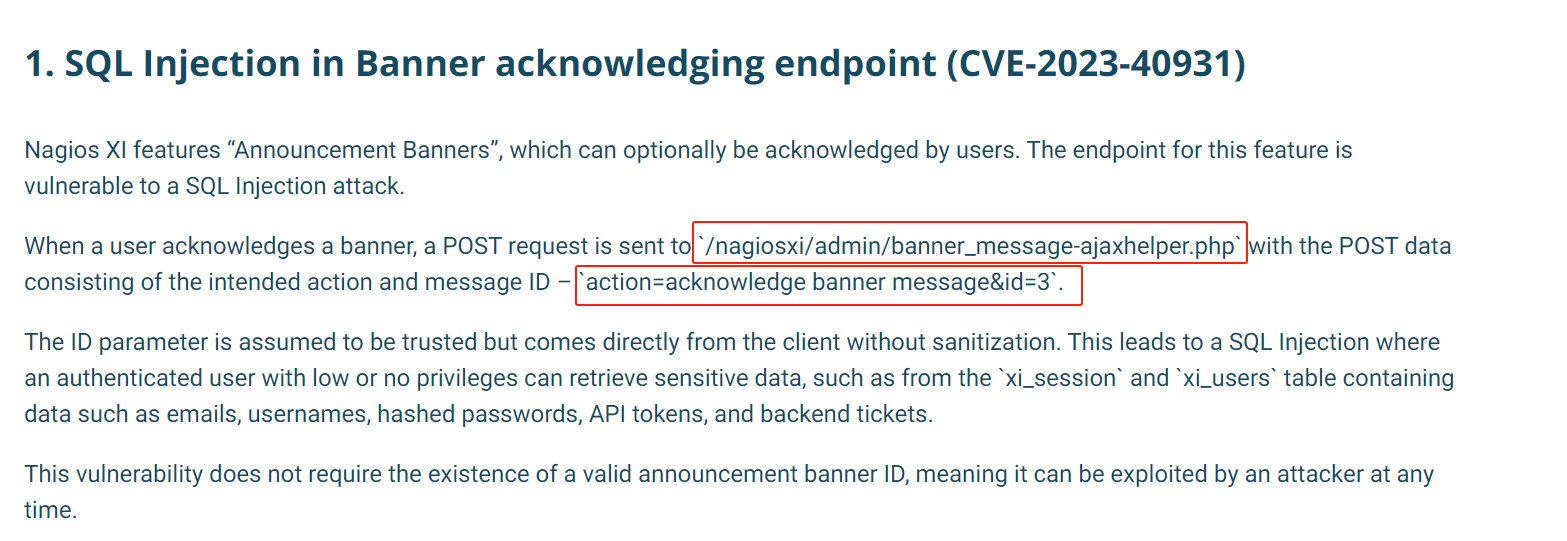 1. SQL Injection in Banner acknowledging endpoint (CVE-2023-40931)
Nagios XI features “Announcement Banners”, which can optionally be acknowledged by users. The endpoint for this feature is
vulnerable to a SQL Injection attack.
When a user acknowledges a banner, a POST request is sent to `/nagiosxi/admin/banner_message-ajaxhelper.php` with the POST data
consisting of the intended action and message ID – `action=acknowledge banner message&id=3`.
The ID parameter is assumed to be trusted but comes directly from the client without sanitization. This leads to a SQL Injection where
an authenticated user with low or no privileges can retrieve sensitive data, such as from the `xi_session` and `xi_users` table containing
data such as emails, usernames, hashed passwords, API tokens, and backend tickets.
This vulnerability does not require the existence of a valid announcement banner ID, meaning it can be exploited by an attacker at any
time.